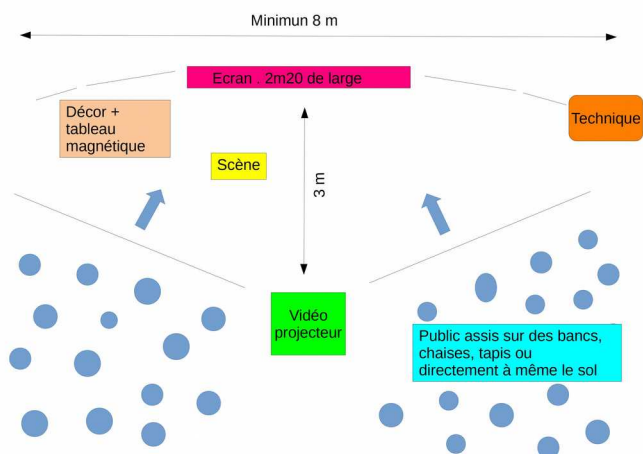 Minimun 8 m
Ecran . 2m20 de large
Décor +
tableau
magnétique
Technique
Scène
3 m
Vidéo
projecteur
Public assis sur des bancs,
chaises, tapis ou
directement à même le sol